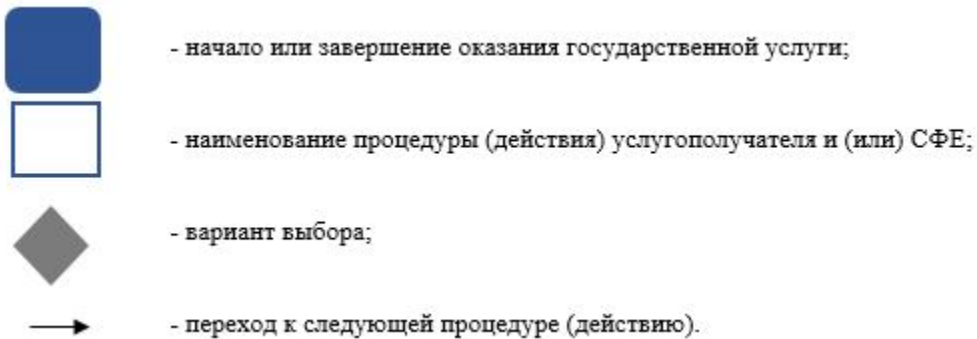 - начало или завершение оказания государственной услуги;
- наименование процедуры (действия) услугополучателя и (или) СФЕ;
- вариант выбора;
- переход к следующей процедуре (действию).